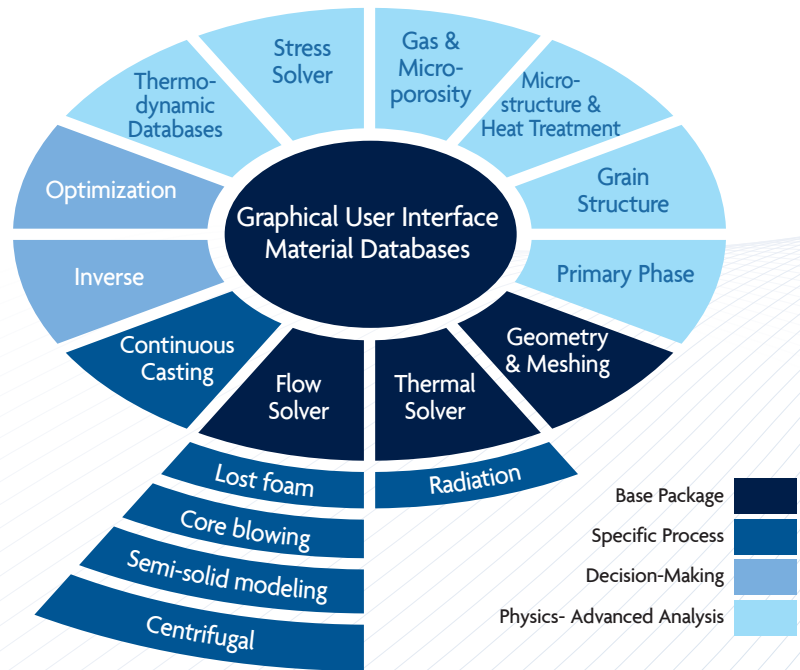 Stress
Solver
Gas &
Micro-
porosity
Thermo-
dynamic
Databases
Micro-
structure &
Heat Treatment
Optimization
Grain
Structure
Graphical User Interface
Material Databases
Inverse
Primary Phase
Continuous
Casting
Flow
Solver
Thermal
Solver
Geometry
& Meshing
Lost foam
Radiation
Core blowing
Semi-solid modeling
Centrifugal
Base Package
Specific Process
Decision-Making
Physics- Advanced Analysis